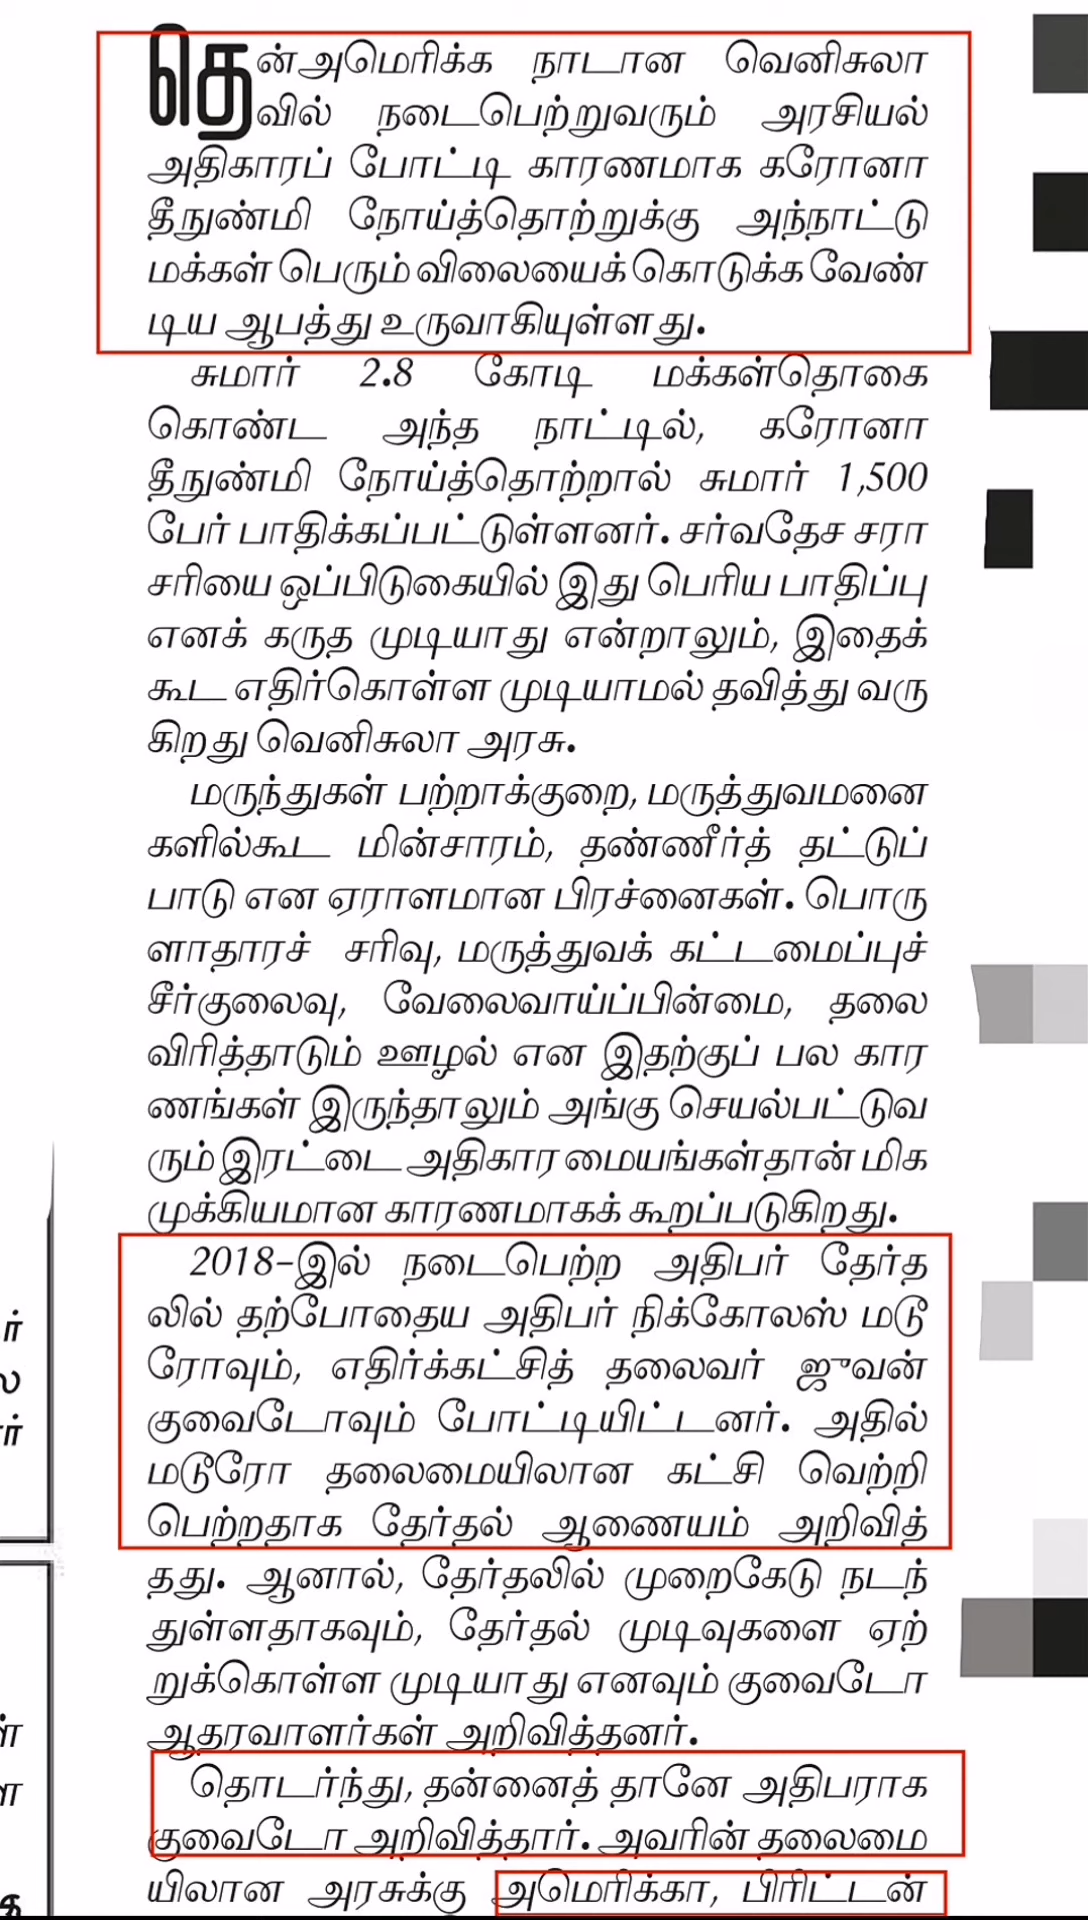 தென்அமெரிக்க நாடான வெனிசுலா
வில் நடைபெற்றுவரும் அரசியல்
அதிகாரப் போட்டி காரணமாக கரோனா
தீநுண்மி நோய்த்தொற்றுக்கு அந்நாட்டு
மக்கள் பெரும் விலையைக் கொடுக்க வேண்
டிய ஆபத்து உருவாகியுள்ளது.
சுமார் 2.8 கோடி மக்கள்தொகை
கொண்ட அந்த நாட்டில், கரோனா
தீநுண்மி நோய்த்தொற்றால் சுமார் 1,500
பேர் பாதிக்கப்பட்டுள்ளனர். சர்வதேச சரா
சரியை ஒப்பிடுகையில் இது பெரிய பாதிப்பு
எனக் கருத முடியாது என்றாலும், இதைக்
கூட எதிர்கொள்ள முடியாமல் தவித்து வரு
கிறது வெனிசுலா அரசு.
மருந்துகள் பற்றாக்குறை, மருத்துவமனை
களில்கூட மின்சாரம், தண்ணீர்த் தட்டுப்
பாடு என ஏராளமான பிரச்னைகள். பொரு
ளாதாரச் சரிவு, மருத்துவக் கட்டமைப்புச்
சீர்குலைவு, வேலைவாய்ப்பின்மை, தலை
விரித்தாடும் ஊழல் என இதற்குப் பல கார
ணங்கள் இருந்தாலும் அங்கு செயல்பட்டுவ
ரும் இரட்டை அதிகார மையங்கள்தான் மிக
முக்கியமான காரணமாகக் கூறப்படுகிறது.
2018-இல் நடைபெற்ற அதிபர் தேர்த
லில் தற்போதைய அதிபர் நிக்கோலஸ் மடூ
ரோவும், எதிர்க்கட்சித் தலைவர் ஜுவன்
குவைடோவும் போட்டியிட்டனர். அதில்
மடூரோ தலைமையிலான கட்சி வெற்றி
பெற்றதாக தேர்தல் ஆணையம் அறிவித்
தது. ஆனால், தேர்தலில் முறைகேடு நடந்
துள்ளதாகவும், தேர்தல் முடிவுகளை ஏற்
றுக்கொள்ள முடியாது எனவும் குவைடோ
ஆதரவாளர்கள் அறிவித்தனர்.
தொடர்ந்து, தன்னைத் தானே அதிபராக
குவைடோ அறிவித்தார். அவரின் தலைமை
யிலான அரசுக்கு அமெரிக்கா, பிரிட்டன்